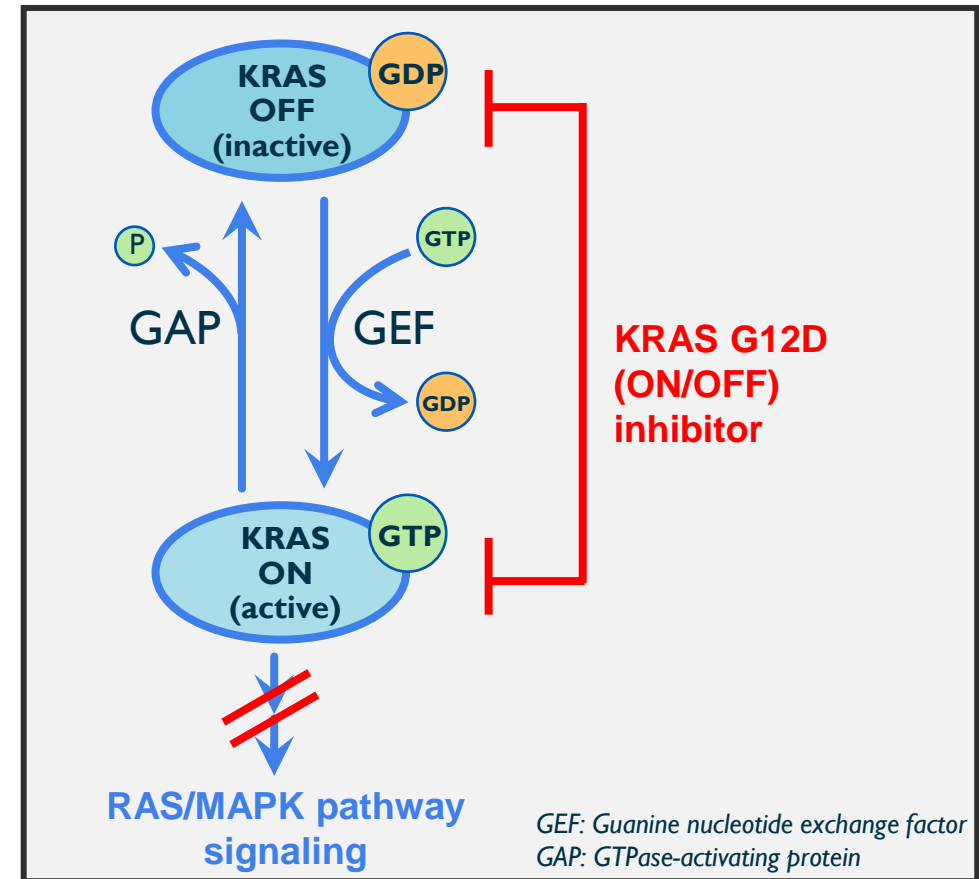 KRAS
OFF
(inactive)
GDP
P
GTP
GAP
GEF
GDP
KRAS G12D
(ON/OFF)
inhibitor
KRAS
ON
(active)
GTP
RAS/MAPK pathway
signaling
GEF: Guanine nucleotide exchange factor
GAP: GTPase-activating protein